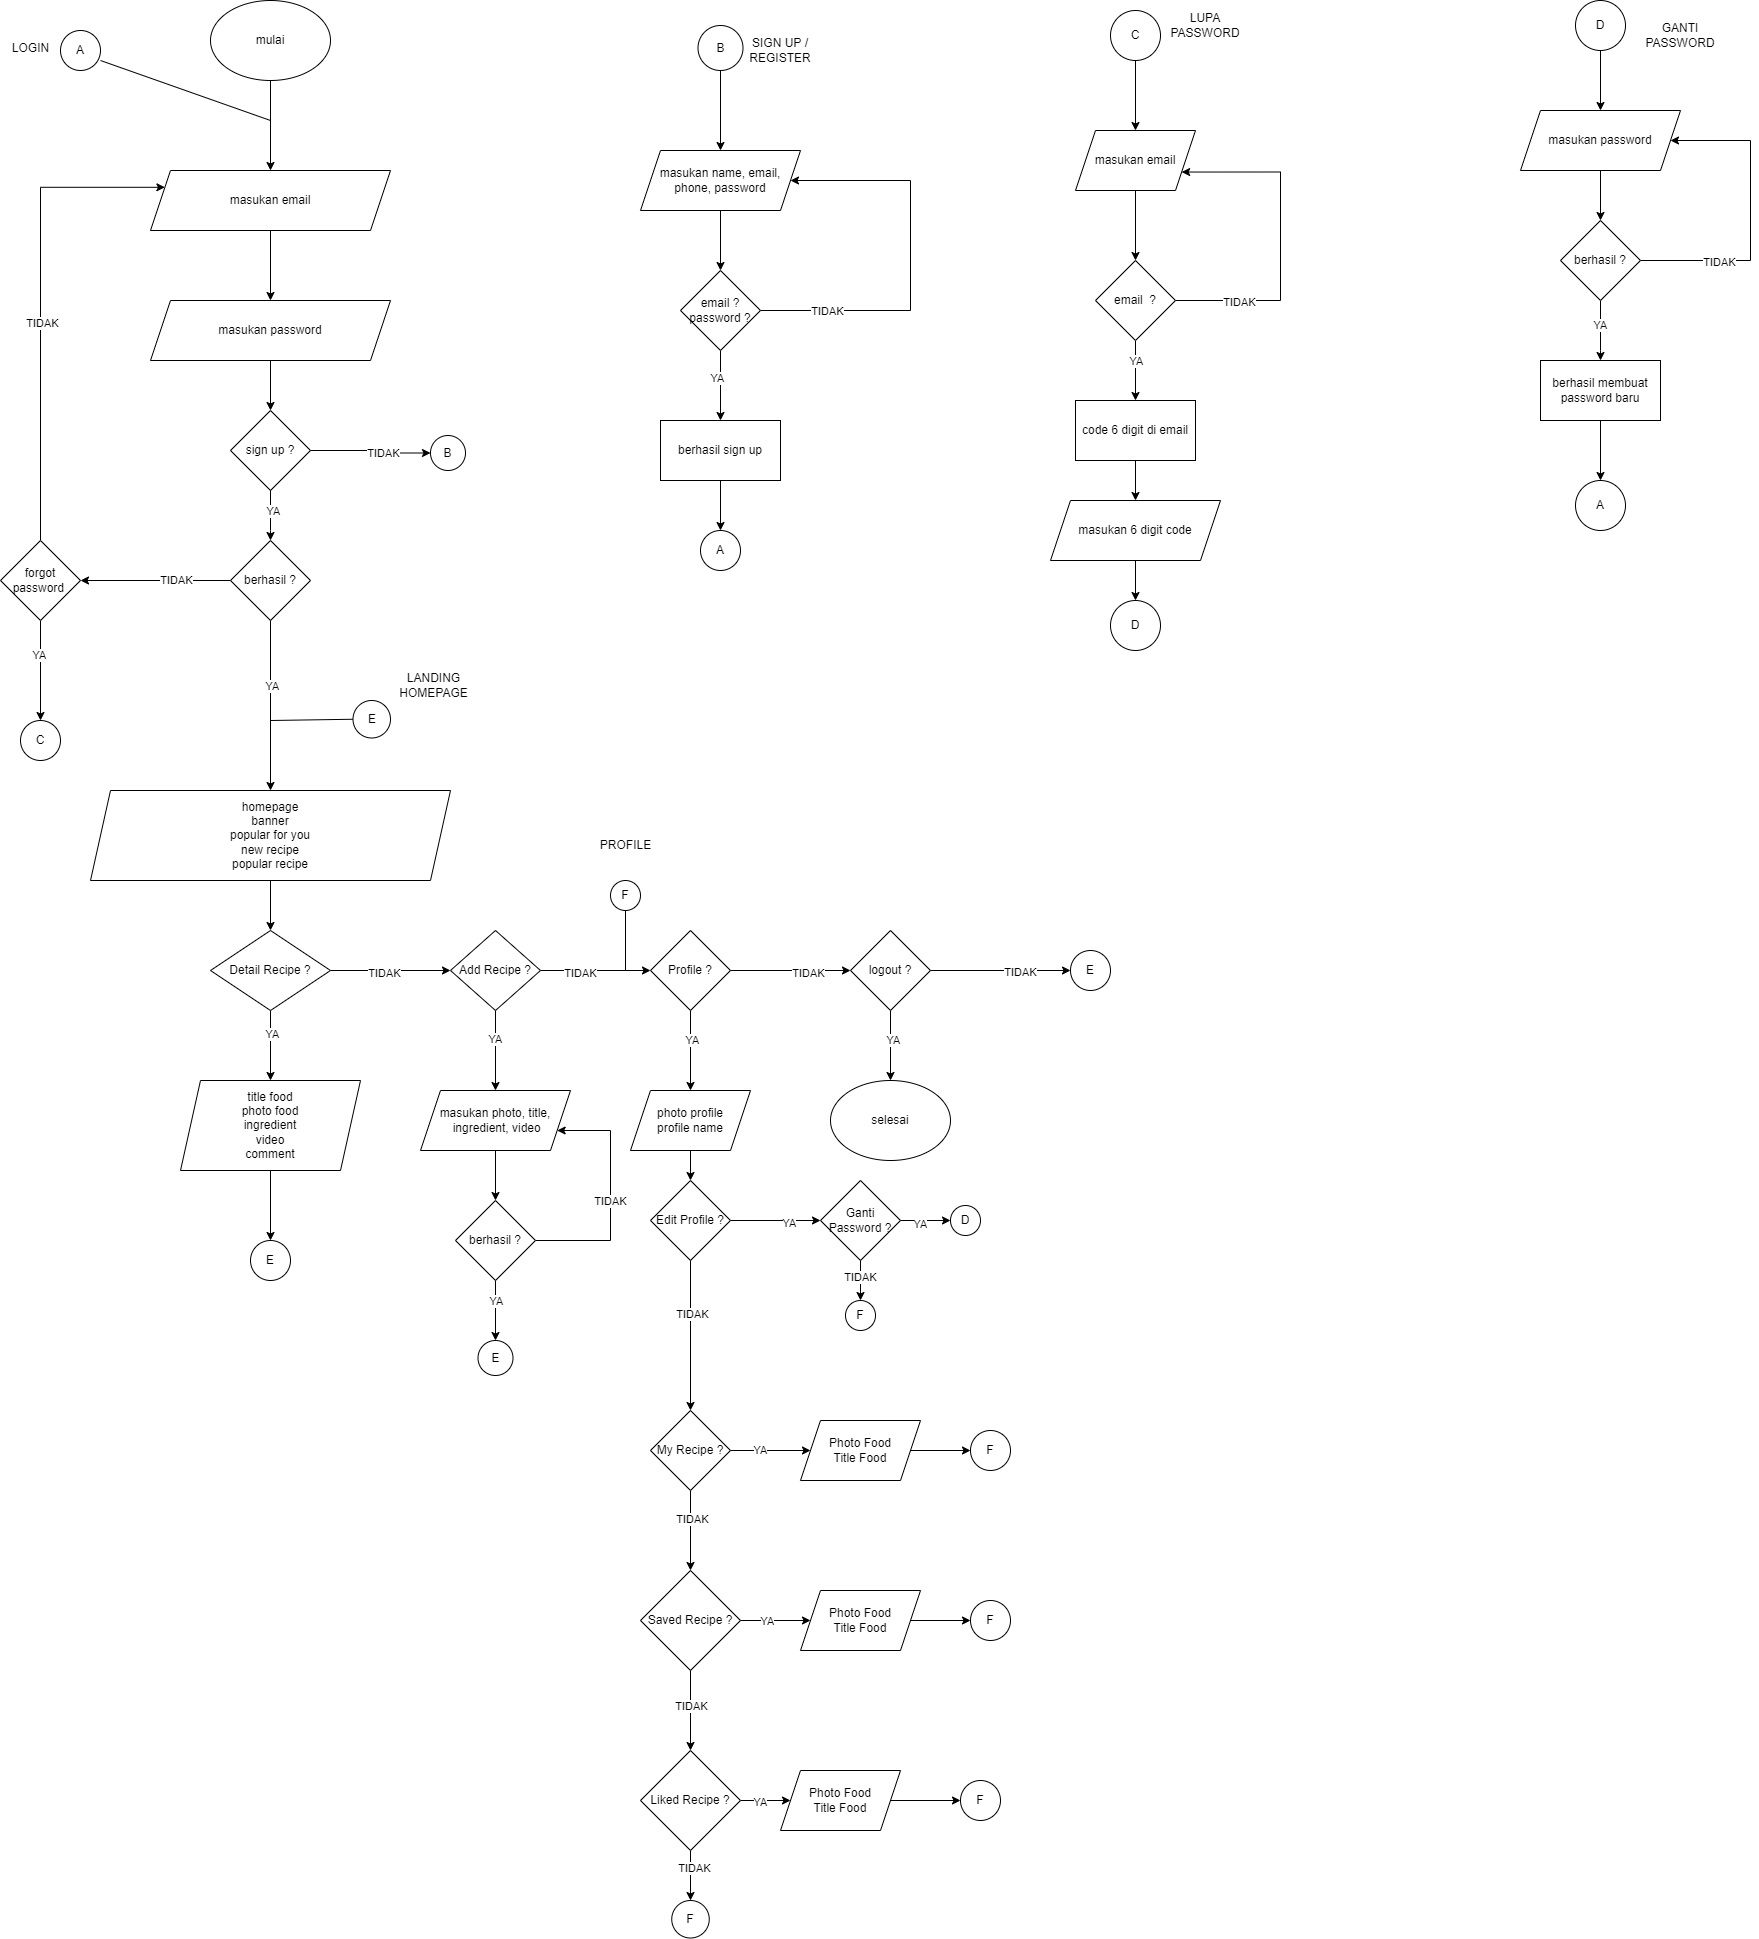 LOGIN
A
mulai
masukan email
masukan password
sign up ?
TIDAK
B
YA
berhasil ?
TIDAK
forgot
password
TIDAK
YA
C
YA
LANDING
HOMEPAGE
E
homepage
banner
popular for you
new recipe
popular recipe
B
SIGN UP /
REGISTER
masukan name, email,
phone, password
email ?
password ?
TIDAK
YA
berhasil sign up
A
C
LUPA
PASSWORD
masukan email
email  ?
TIDAK
YA
code 6 digit di email
masukan 6 digit code
D
D
GANTI
PASSWORD
masukan password
berhasil ?
TIDAK
YA
berhasil membuat
password baru
A
PROFILE
F
Detail Recipe ?
TIDAK
Add Recipe ?
TIDAK
Profile ?
TIDAK
logout ?
TIDAK
E
YA
title food
photo food
ingredient
video
comment
E
YA
masukan photo, title,
ingredient, video
TIDAK
berhasil ?
YA
E
YA
photo profile
profile name
YA
selesai
Edit Profile ?
YA
Ganti
Password ?
YA
D
TIDAK
F
TIDAK
My Recipe ?
YA
Photo Food
Title Food
F
TIDAK
Saved Recipe ?
YA
Photo Food
Title Food
F
TIDAK
Liked Recipe ?
YA
Photo Food
Title Food
F
TIDAK
F